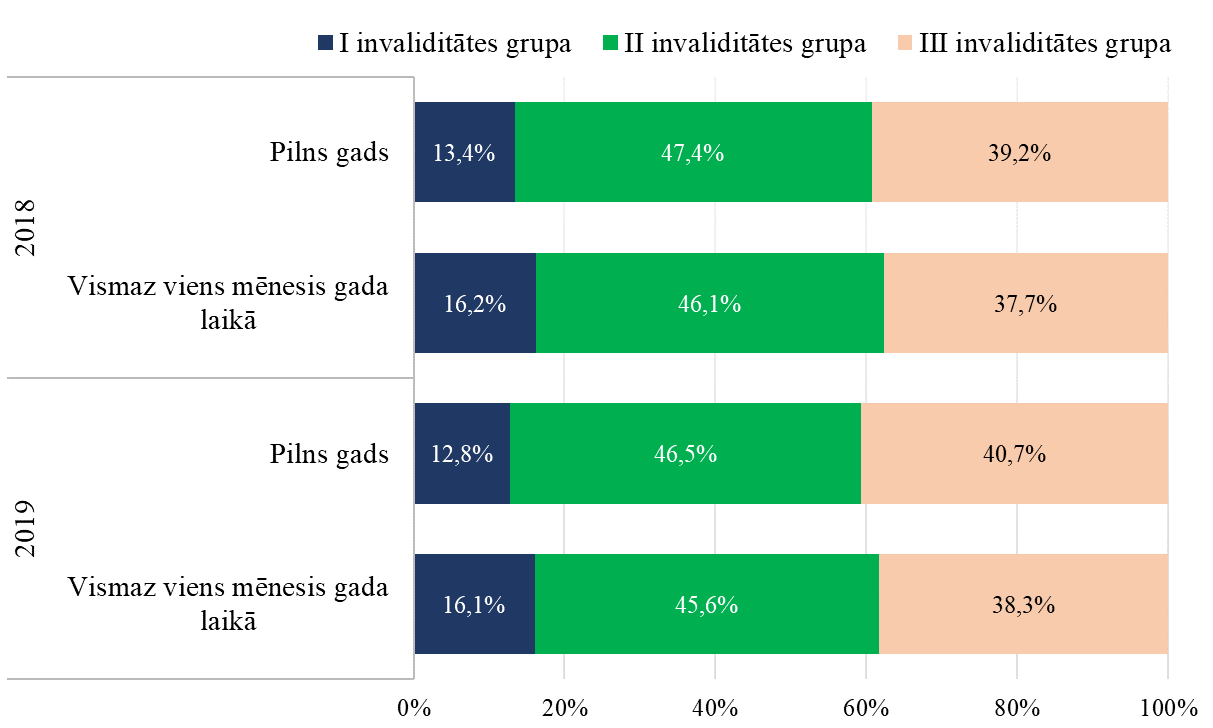 I invaliditātes grupa II invaliditātes grupa III invaliditātes grupa
2018
Pilns gads
13,4% 47,4% 39,2%
Vismaz viens mēnesis gada
laikā
16,2% 46,1% 37,7%
2019
Pilns gads
12,8% 46,5% 40,7%
Vismaz viens mēnesis gada
laikā
16,1% 45,6% 38,3%
0% 20% 40% 60% 80% 100%